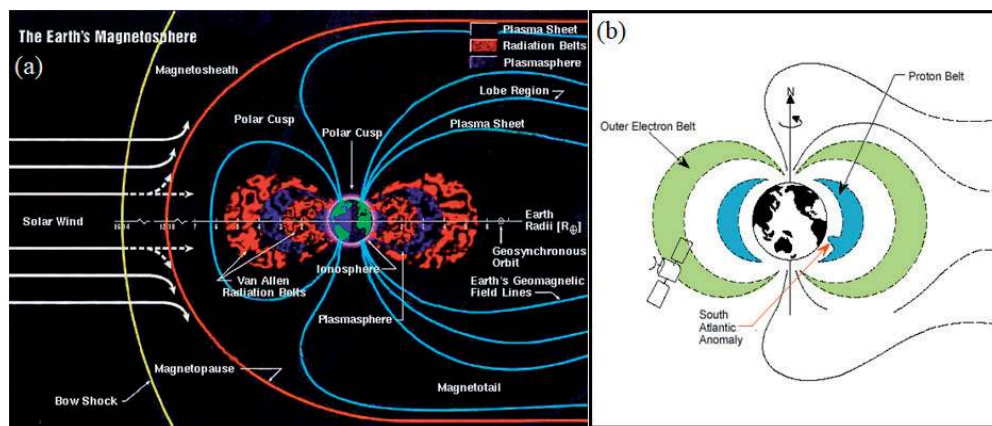 The Earth's Magnetosphere
(a)
Plasma Sheet
Radiation Belts
Plasmasphere
Magnetosheath
Polar Cusp
Polar Cusp
Lobe Region
Plasma Sheet
Solar Wind
Earth
Radii [R⊕]
Geosynchronous
Orbit
Ionosphere
Van Allen
Radiation Belts
Earth's Geomagnetic
Field Lines
Plasmasphere
Magnetopause
Magnetotail
Bow Shock
(b)
Proton Belt
N
Outer Electron Belt
South
Atlantic
Anomaly